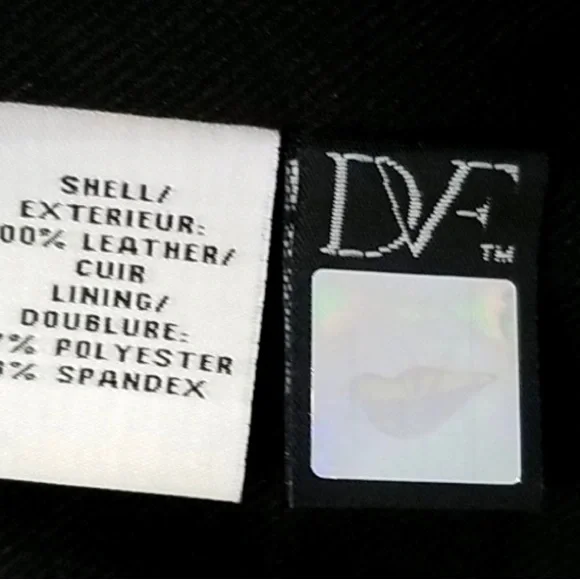 SHELL/
EXTERIEUR:
00% LEATHER/
CUIR
LINING/
DOUBLURE:
% POLYESTER
% SPANDEX
DVF
TM